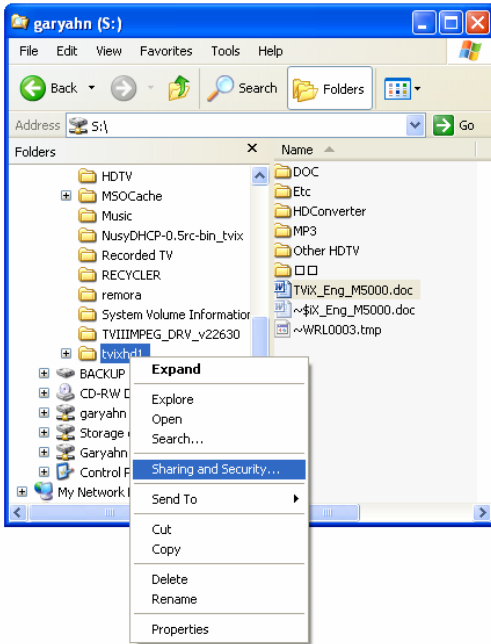 garyahn (S:)
File Edit View Favorites Tools Help
Back Search Folders
Address S:\ Go
Folders × Name
HDTV
MSOCache
Music
NusyDHCP-0.5rc-bin_tvix
Recorded TV
RECYCLER
remora
System Volume Information
TVIIIMPEG_DRV_v22630
tvixhd1
BACKUP
CD-RW D
garyahn
Storage
Garyahn
Control P
My Network
DOC
Etc
HDConverter
MP3
Other HDTV
□□
TViX_Eng_M5000.doc
~$iX_Eng_M5000.doc
~WRL0003.tmp
Expand
Explore
Open
Search...
Sharing and Security...
Send To
Cut
Copy
Delete
Rename
Properties